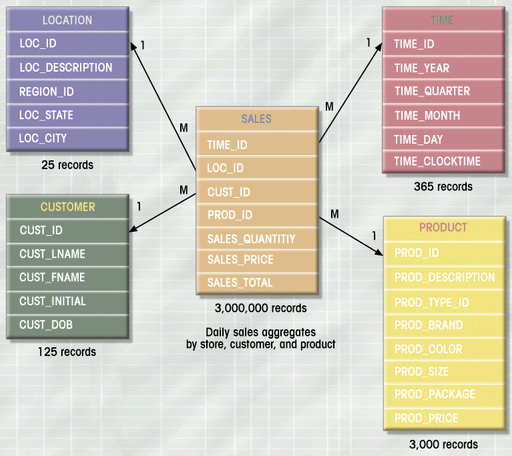 LOCATION
LOC_ID
LOC_DESCRIPTION
REGION_ID
LOC_STATE
LOC_CITY
25 records
1
M
TIME
TIME_ID
TIME_YEAR
TIME_QUARTER
TIME_MONTH
TIME_DAY
TIME_CLOCKTIME
365 records
1
M
SALES
TIME_ID
LOC_ID
CUST_ID
PROD_ID
SALES_QUANTITIY
SALES_PRICE
SALES_TOTAL
3,000,000 records
Daily sales aggregates
by store, customer, and product
CUSTOMER
CUST_ID
CUST_LNAME
CUST_FNAME
CUST_INITIAL
CUST_DOB
125 records
1
M
PRODUCT
PROD_ID
PROD_DESCRIPTION
PROD_TYPE_ID
PROD_BRAND
PROD_COLOR
PROD_SIZE
PROD_PACKAGE
PROD_PRICE
3,000 records
M
1